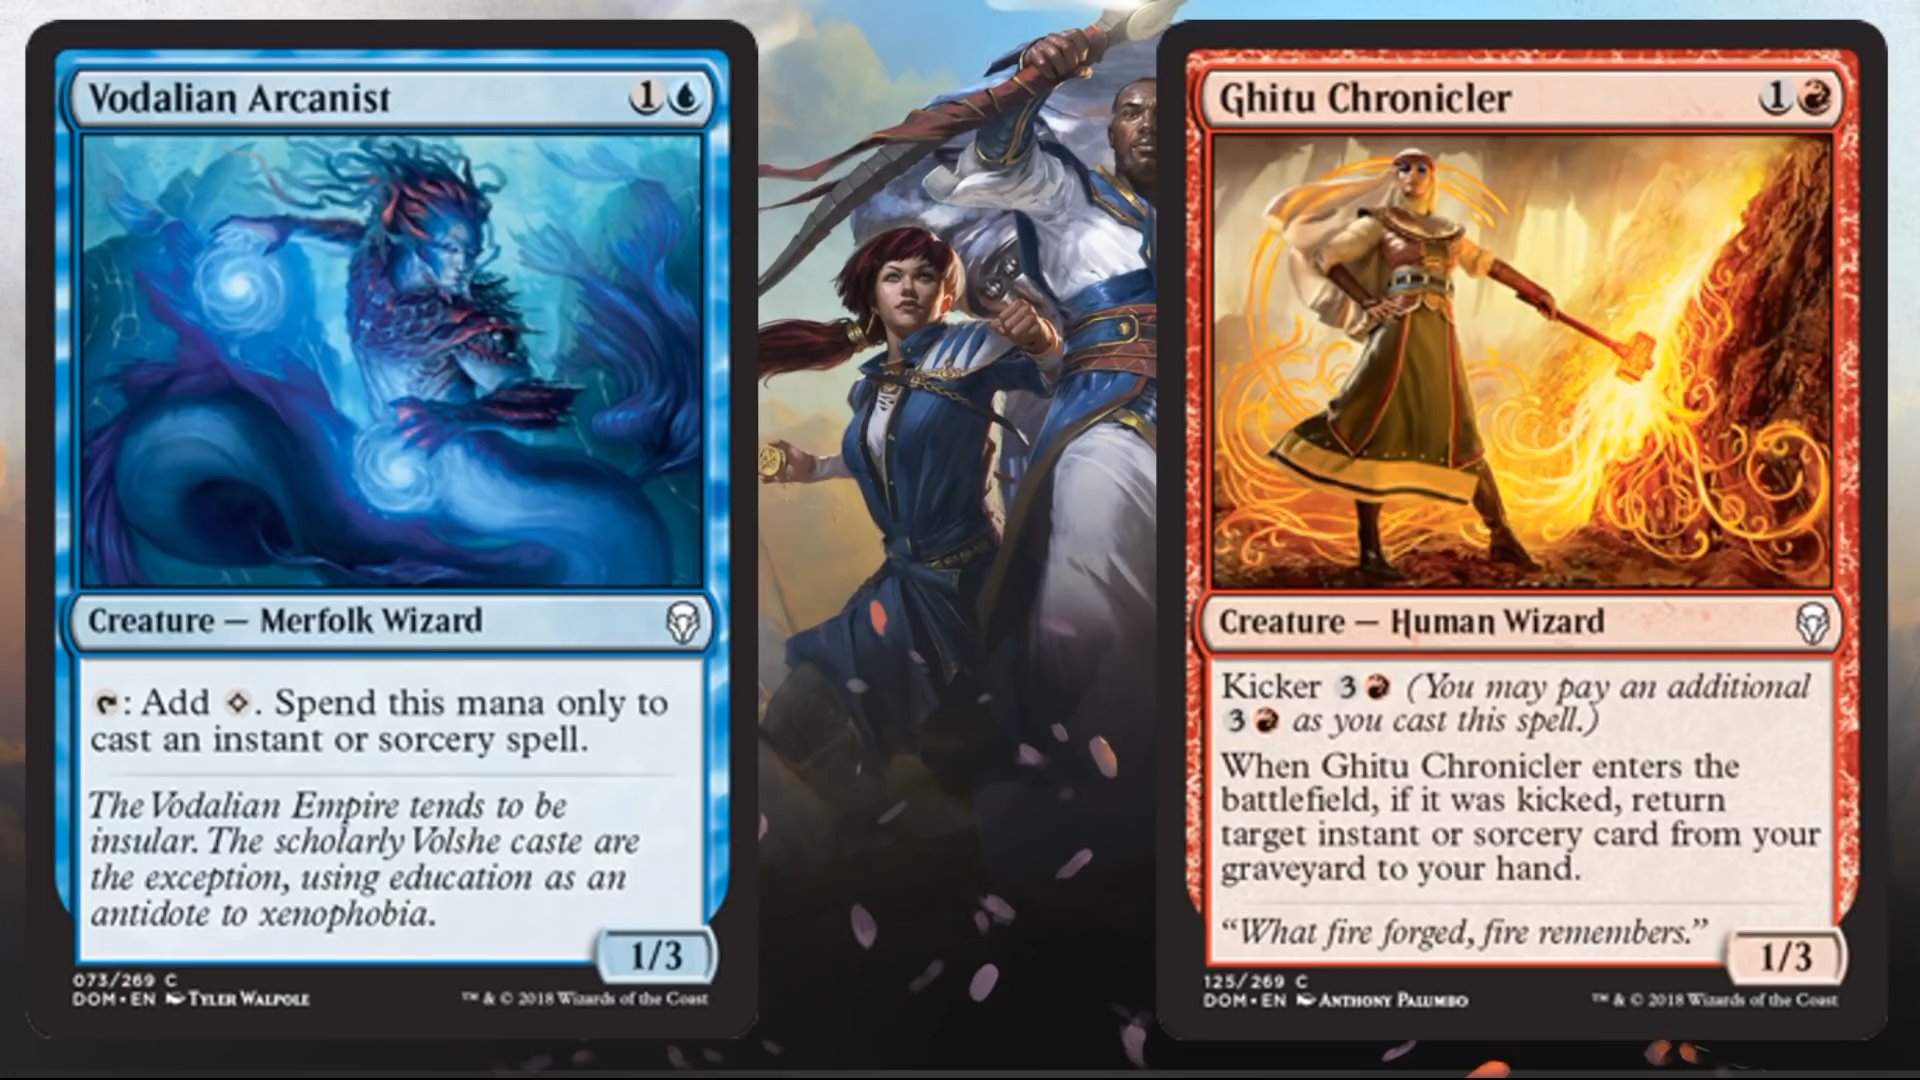 Vodalian Arcanist 1
Creature — Merfolk Wizard
: Add . Spend this mana only to
cast an instant or sorcery spell.
The Vodalian Empire tends to be
insular. The scholarly Volshe caste are
the exception, using education as an
antidote to xenophobia.
1/3
073/269 C
DOM • EN TYLER WALPOLE
™ & © 2018 Wizards of the Coast
Ghitu Chronicler 1
Creature — Human Wizard
Kicker 3 (You may pay an additional
3 as you cast this spell.)
When Ghitu Chronicler enters the
battlefield, if it was kicked, return
target instant or sorcery card from your
graveyard to your hand.
“What fire forged, fire remembers.”
1/3
125/269 C
DOM • EN ANTHONY PALUMBO
™ & © 2018 Wizards of the Coast